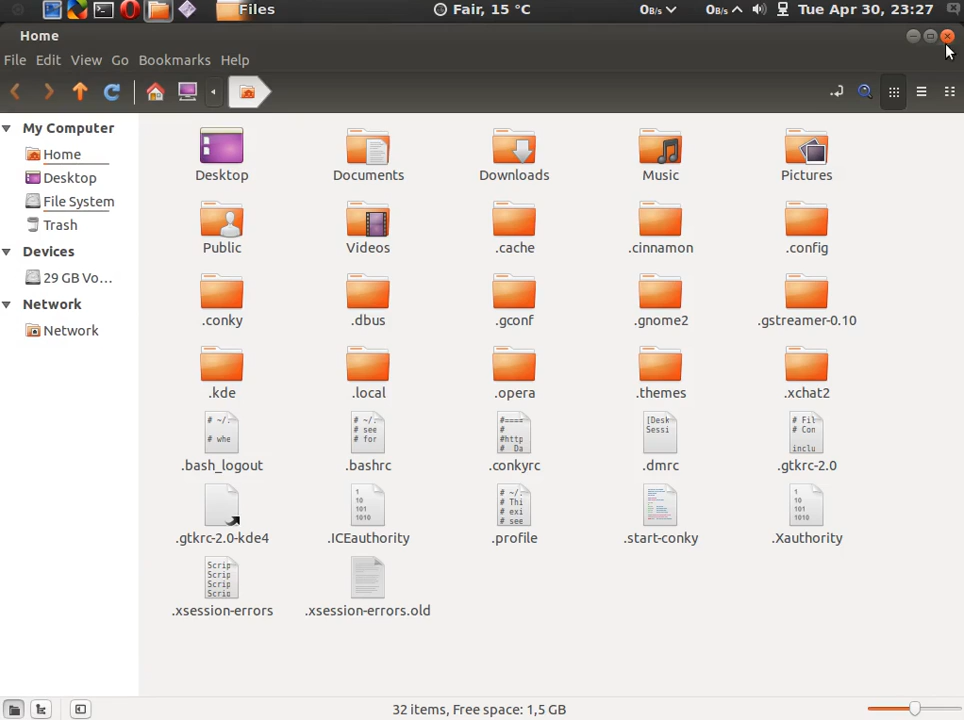 Files
Fair, 15 °C
0B/s
0B/s
Tue Apr 30, 23:27
Home
File Edit View Go Bookmarks Help
My Computer
Home
Desktop
File System
Trash
Devices
29 GB Vo...
Network
Network
Desktop Documents Downloads Music Pictures
Public Videos .cache .cinnamon .config
.conky .dbus .gconf .gnome2 .gstreamer-0.10
.kde .local .opera .themes .xchat2
.bash_logout .bashrc .conkyrc .dmrc .gtkrc-2.0
.gtkrc-2.0-kde4 .ICEauthority .profile .start-conky .Xauthority
.xsession-errors .xsession-errors.old
32 items, Free space: 1,5 GB